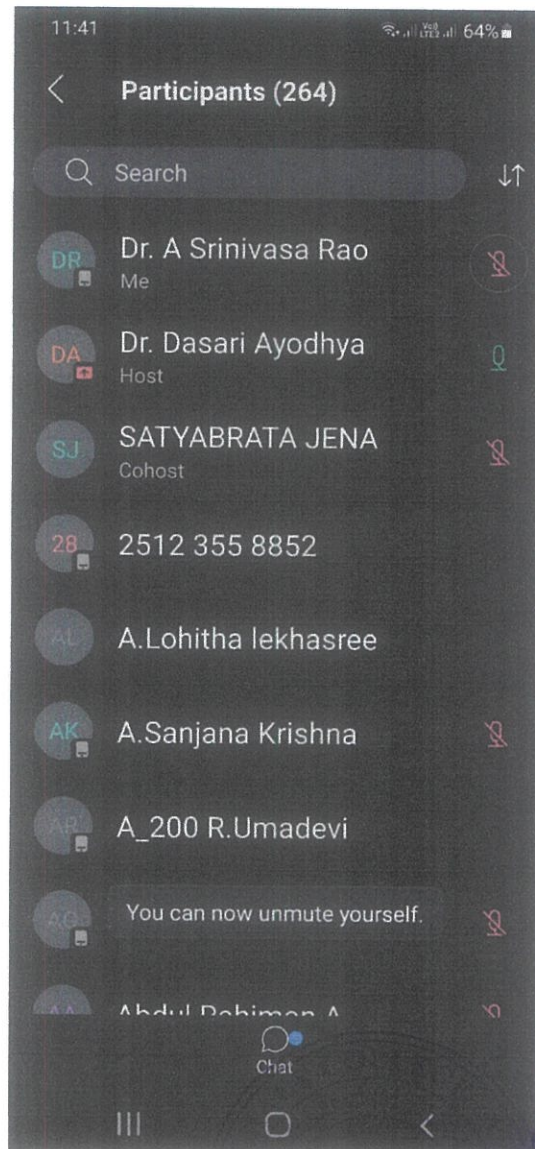 11:41
64%
Participants (264)
Search
DR
Dr. A Srinivasa Rao
Me
DA
Dr. Dasari Ayodhya
Host
SJ
SATYABRATA JENA
Cohost
28
2512 355 8852
AL
A.Lohitha lekhasree
AK
A.Sanjana Krishna
AR
A_200 R.Umadevi
You can now unmute yourself.
AA
Abdul Rahiman A
Chat